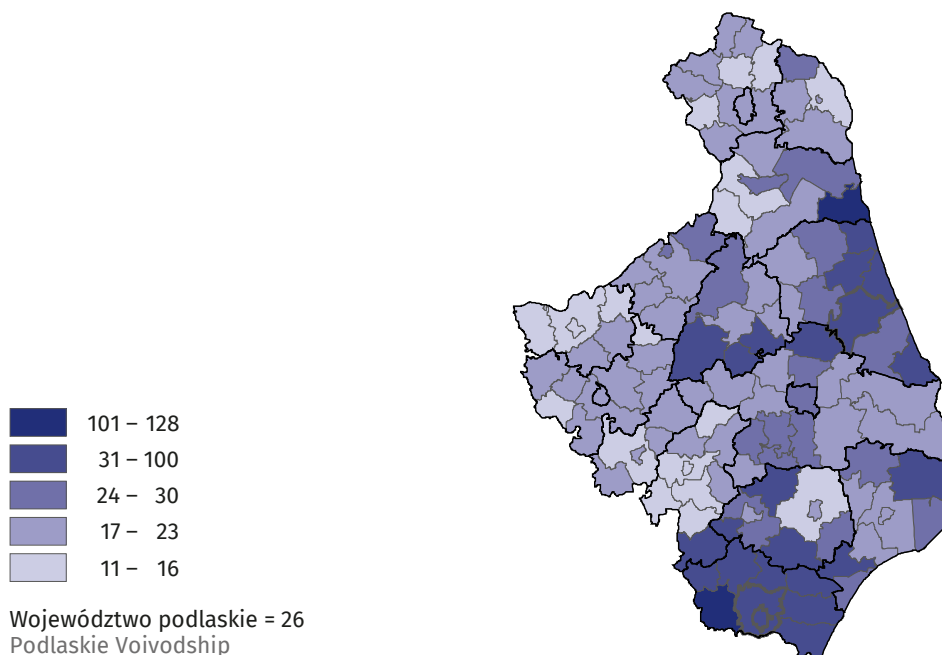 101 – 128
31 – 100
24 – 30
17 – 23
11 – 16
Województwo podlaskie = 26
Podlaskie Voivodship